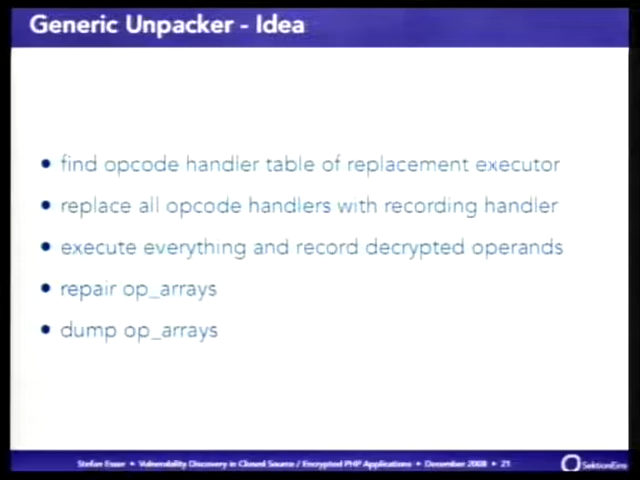 Generic Unpacker - Idea
• find opcode handler table of replacement executor
• replace all opcode handlers with recording handler
• execute everything and record decrypted operands
• repair op_arrays
• dump op_arrays
Stefan Esser • Vulnerability Discovery in Closed Source / Encrypted PHP Applications • December 2008 • 21
SektionEins